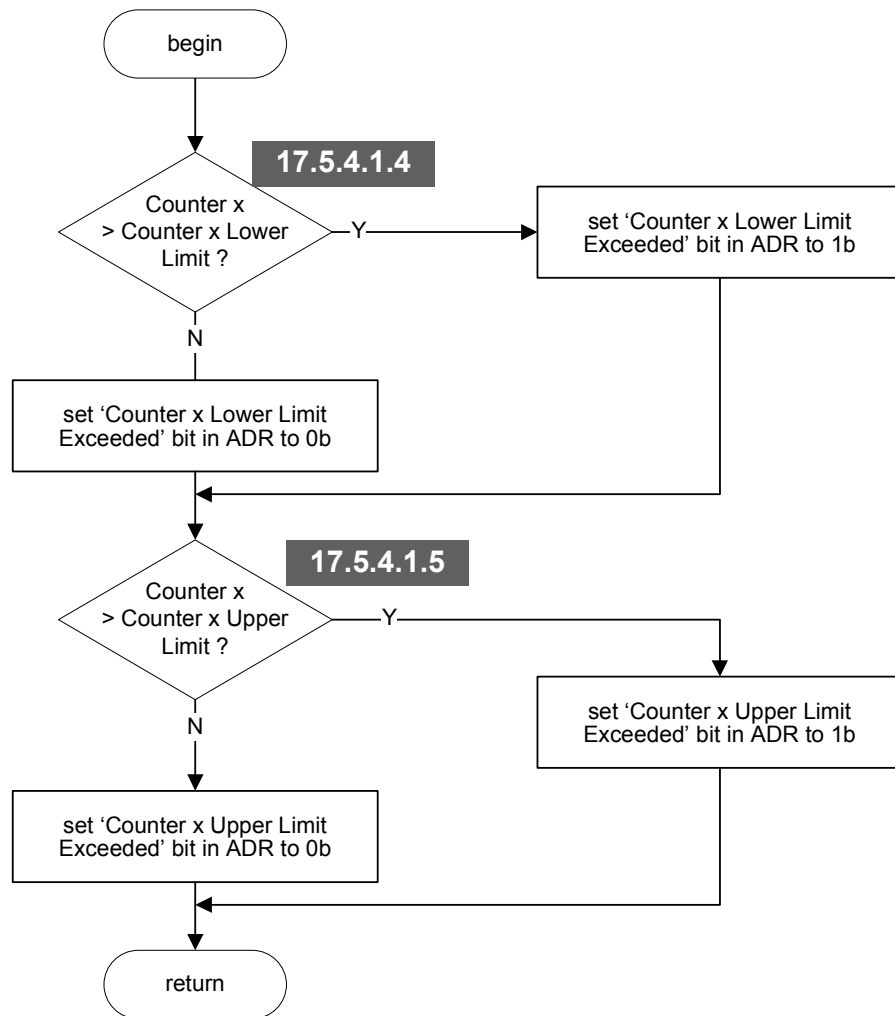 begin
17.5.4.1.4
Counter x
> Counter x Lower
Limit ?
Y
set ‘Counter x Lower Limit
Exceeded’ bit in ADR to 1b
N
set ‘Counter x Lower Limit
Exceeded’ bit in ADR to 0b
17.5.4.1.5
Counter x
> Counter x Upper
Limit ?
Y
set ‘Counter x Upper Limit
Exceeded’ bit in ADR to 1b
N
set ‘Counter x Upper Limit
Exceeded’ bit in ADR to 0b
return